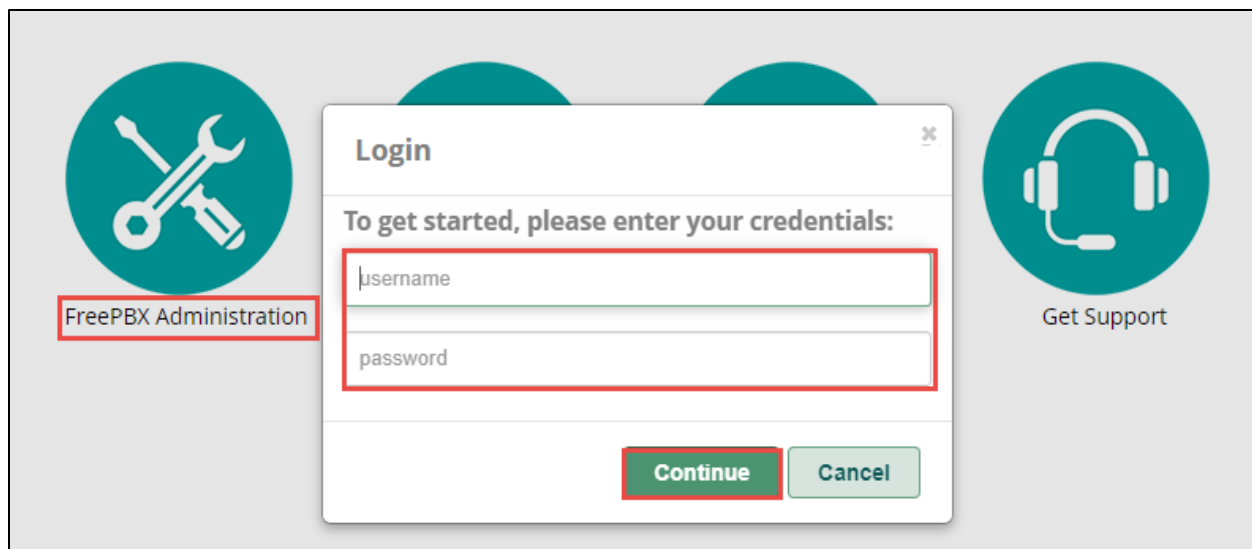 Login
To get started, please enter your credentials:
username
password
FreePBX Administration
Get Support
Continue
Cancel